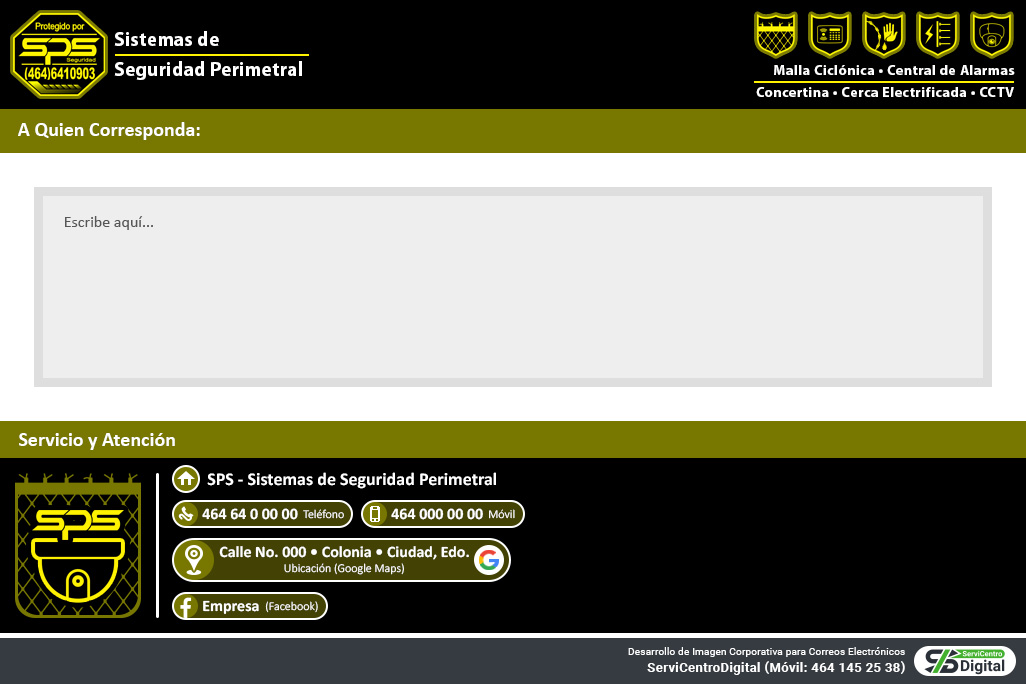 Protegido por
SPS
Seguridad
(464)6410903
Sistemas de
Seguridad Perimetral
Malla Ciclónica • Central de Alarmas
Concertina • Cerca Electrificada • CCTV
A Quien Corresponda:
Escribe aquí...
Servicio y Atención
SPS
SPS - Sistemas de Seguridad Perimetral
464 64 0 00 00 Teléfono
464 000 00 00 Móvil
Calle No. 000 • Colonia • Ciudad, Edo.
Ubicación (Google Maps)
Empresa (Facebook)
Desarrollo de Imagen Corporativa para Correos Electrónicos
ServiCentroDigital (Móvil: 464 145 25 38)
ServiCentro
Digital